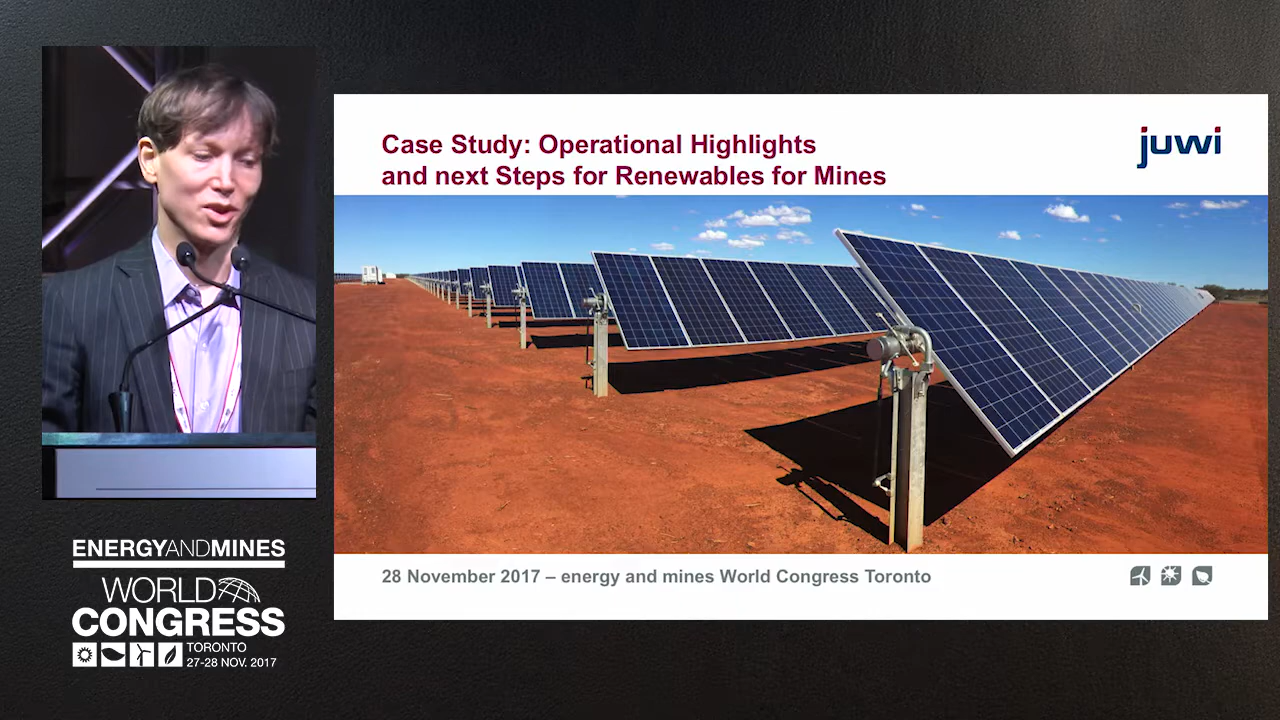 Case Study: Operational Highlights
and next Steps for Renewables for Mines
juwi
28 November 2017 – energy and mines World Congress Toronto
ENERGYANDMINES
WORLD
CONGRESS
TORONTO
27-28 NOV. 2017